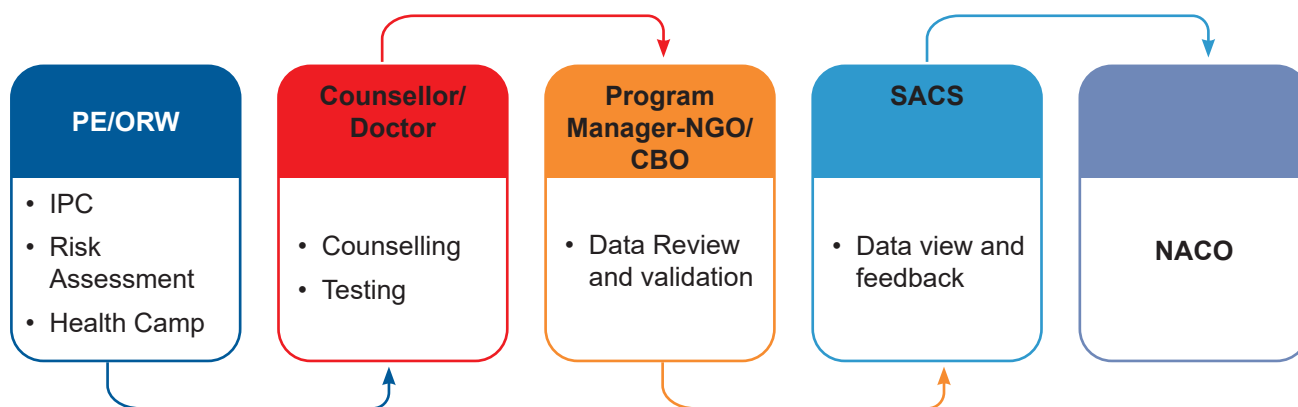 PE/ORW
• IPC
• Risk
Assessment
• Health Camp
Counsellor/
Doctor
• Counselling
• Testing
Program
Manager-NGO/
CBO
• Data Review
and validation
SACS
• Data view and
feedback
NACO